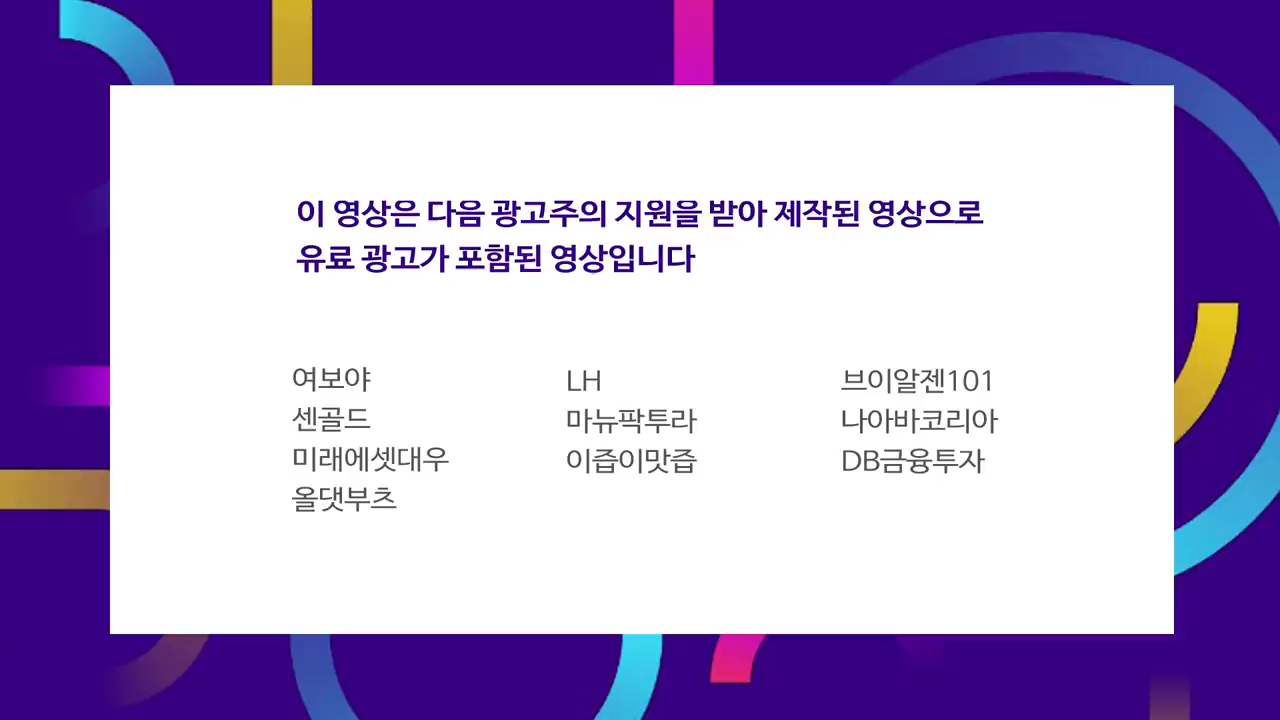 이 영상은 다음 광고주의 지원을 받아 제작된 영상으로
유료 광고가 포함된 영상입니다
여보야
센골드
미래에셋대우
올댓부츠
LH
마뉴팍투라
이즙이맛즙
브이알젠101
나아바코리아
DB금융투자